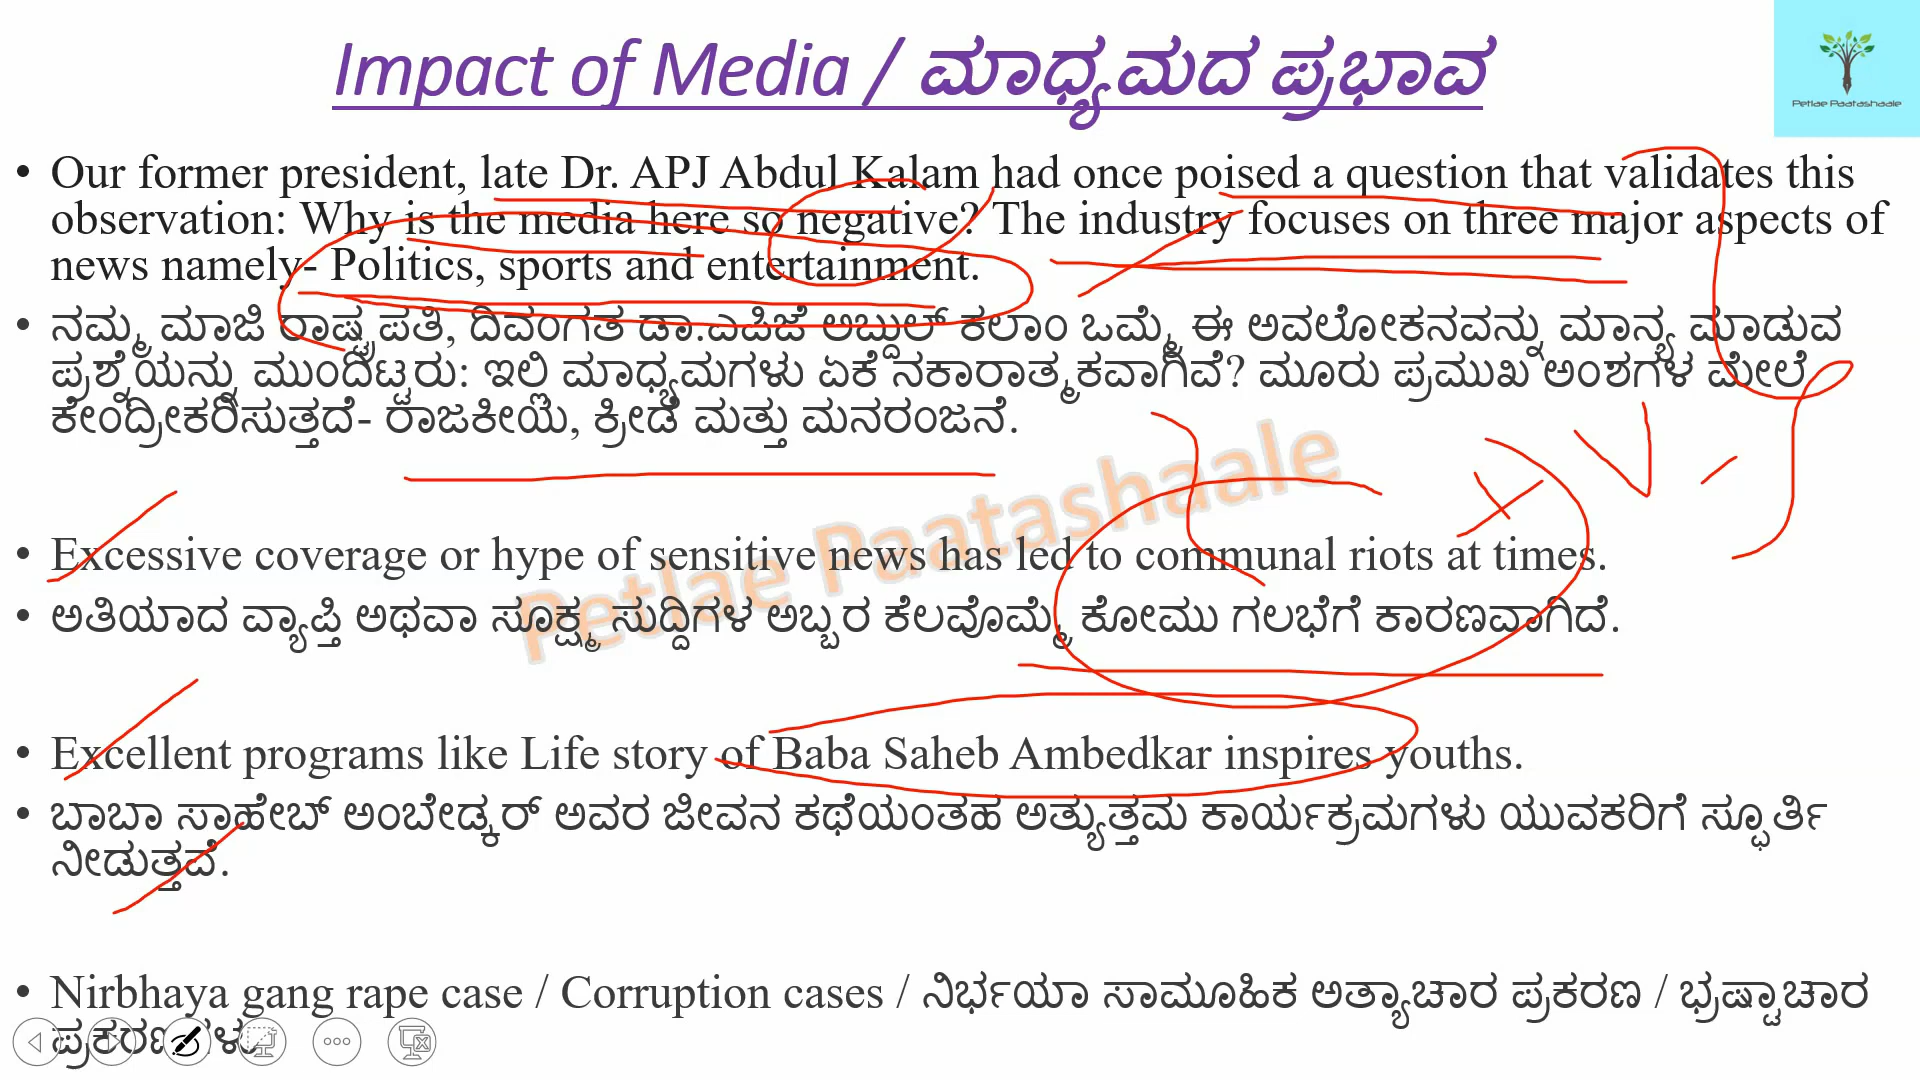 Impact of Media / ಮಾಧ್ಯಮದ ಪ್ರಭಾವ
Petlae Paatashaale
• Our former president, late Dr. APJ Abdul Kalam had once poised a question that validates this
observation: Why is the media here so negative? The industry focuses on three major aspects of
news namely- Politics, sports and entertainment.
• ನಮ್ಮ ಮಾಜಿ ರಾಷ್ಟ್ರಪತಿ, ದಿವಂಗತ ಡಾ.ಎಪಿಜೆ ಅಬ್ದುಲ್ ಕಲಾಂ ಒಮ್ಮೆ ಈ ಅವಲೋಕನವನ್ನು ಮಾನ್ಯ ಮಾಡುವ
ಪ್ರಶ್ನೆಯನ್ನು ಮುಂದಿಟ್ಟರು: ಇಲ್ಲಿ ಮಾಧ್ಯಮಗಳು ಏಕೆ ನಕಾರಾತ್ಮಕವಾಗಿವೆ? ಮೂರು ಪ್ರಮುಖ ಅಂಶಗಳ ಮೇಲೆ
ಕೇಂದ್ರೀಕರಿಸುತ್ತದೆ- ರಾಜಕೀಯ, ಕ್ರೀಡೆ ಮತ್ತು ಮನರಂಜನೆ.
Petlae Paatashaale
• Excessive coverage or hype of sensitive news has led to communal riots at times.
• ಅತಿಯಾದ ವ್ಯಾಪ್ತಿ ಅಥವಾ ಸೂಕ್ಷ್ಮ ಸುದ್ದಿಗಳ ಅಬ್ಬರ ಕೆಲವೊಮ್ಮೆ ಕೋಮು ಗಲಭೆಗೆ ಕಾರಣವಾಗಿದೆ.
• Excellent programs like Life story of Baba Saheb Ambedkar inspires youths.
• ಬಾಬಾ ಸಾಹೇಬ್ ಅಂಬೇಡ್ಕರ್ ಅವರ ಜೀವನ ಕಥೆಯಂತಹ ಅತ್ಯುತ್ತಮ ಕಾರ್ಯಕ್ರಮಗಳು ಯುವಕರಿಗೆ ಸ್ಫೂರ್ತಿ
ನೀಡುತ್ತವೆ.
• Nirbhaya gang rape case / Corruption cases / ನಿರ್ಭಯಾ ಸಾಮೂಹಿಕ ಅತ್ಯಾಚಾರ ಪ್ರಕರಣ / ಭ್ರಷ್ಟಾಚಾರ
ಪ್ರಕರಣಗಳು